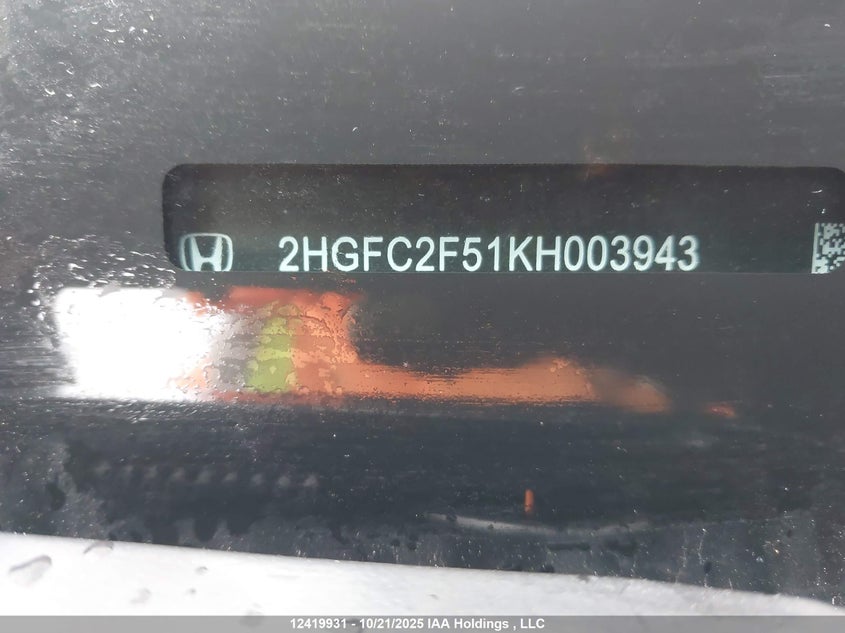 2HGFC2F51KH003943
12419931 - 10/21/2025 IAA Holdings , LLC